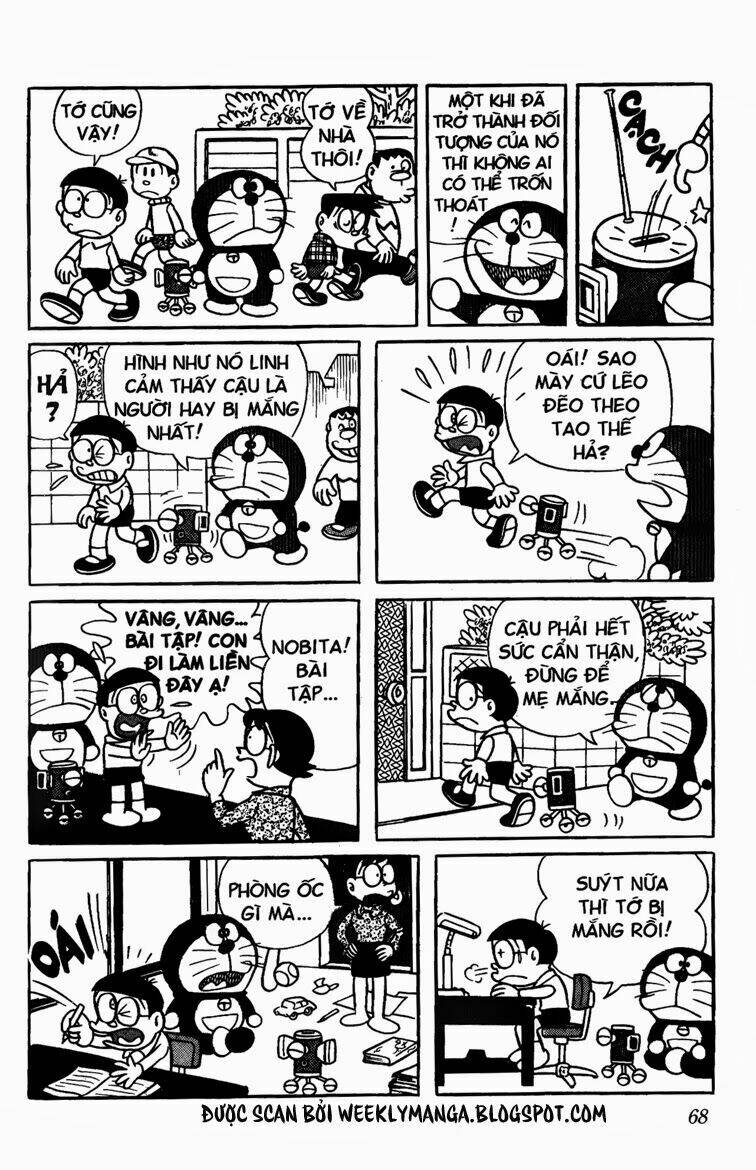 TỚ CŨNG
VẬY!
TỚ VỀ
NHÀ
THÔI!
MỘT KHI ĐÃ
TRỞ THÀNH ĐỐI
TƯỢNG CỦA NÓ
THÌ KHÔNG AI
CÓ THỂ TRỐN
THOÁT
!
CẠCH
HẢ
?
HÌNH NHƯ NÓ LINH
CẢM THẤY CẬU LÀ
NGƯỜI HAY BỊ MẮNG
NHẤT!
OÁI! SAO
MÀY CỨ LẼO
ĐẼO THEO
TAO THẾ
HẢ?
VÂNG, VÂNG...
BÀI TẬP! CON
ĐI LÀM LIỀN
ĐÂY Ạ!
NOBITA!
BÀI
TẬP...
CẬU PHẢI HẾT
SỨC CẨN THẬN,
ĐỪNG ĐỂ
MẸ MẮNG...
OÁI
PHÒNG ỐC
GÌ MÀ...
SUÝT NỮA
THÌ TỚ BỊ
MẮNG RỒI!
ĐƯỢC SCAN BỞI WEEKLYMANGA.BLOGSPOT.COM
68